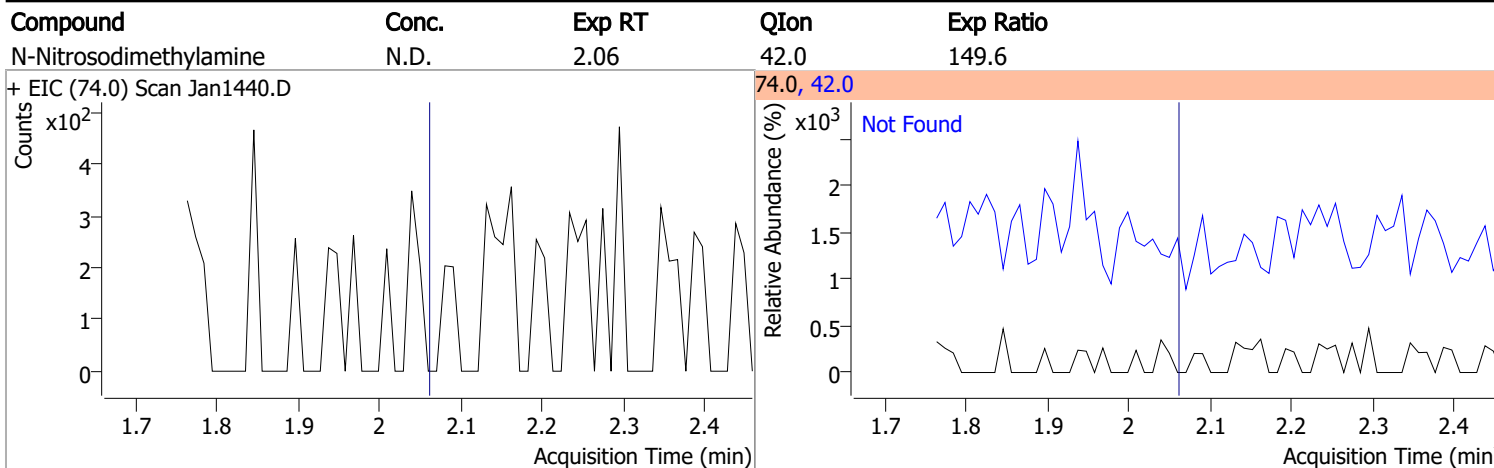 Compound Conc. Exp RT QIon Exp Ratio
N-Nitrosodimethylamine N.D. 2.06 42.0 149.6
+ EIC (74.0) Scan Jan1440.D
Counts
x10²
4
3
2
1
0
1.7 1.8 1.9 2 2.1 2.2 2.3 2.4
Acquisition Time (min)
74.0, 42.0
Relative Abundance (%)
x10³
Not Found
2
1.5
1
0.5
0
1.7 1.8 1.9 2 2.1 2.2 2.3 2.4
Acquisition Time (min